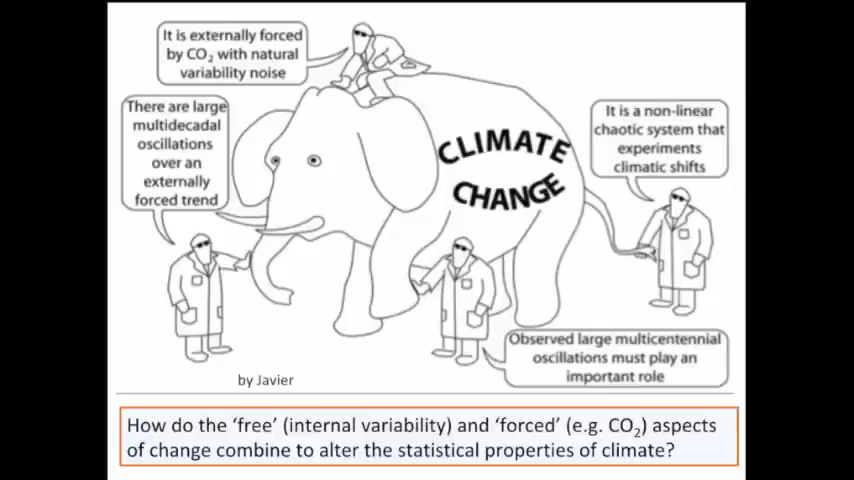 It is externally forced
by CO₂ with natural
variability noise
There are large
multidecadal
oscillations
over an
externally
forced trend
CLIMATE
CHANGE
It is a non-linear
chaotic system that
experiments
climatic shifts
Observed large multicentennial
oscillations must play an
important role
by Javier
How do the ‘free’ (internal variability) and ‘forced’ (e.g. CO₂) aspects
of change combine to alter the statistical properties of climate?